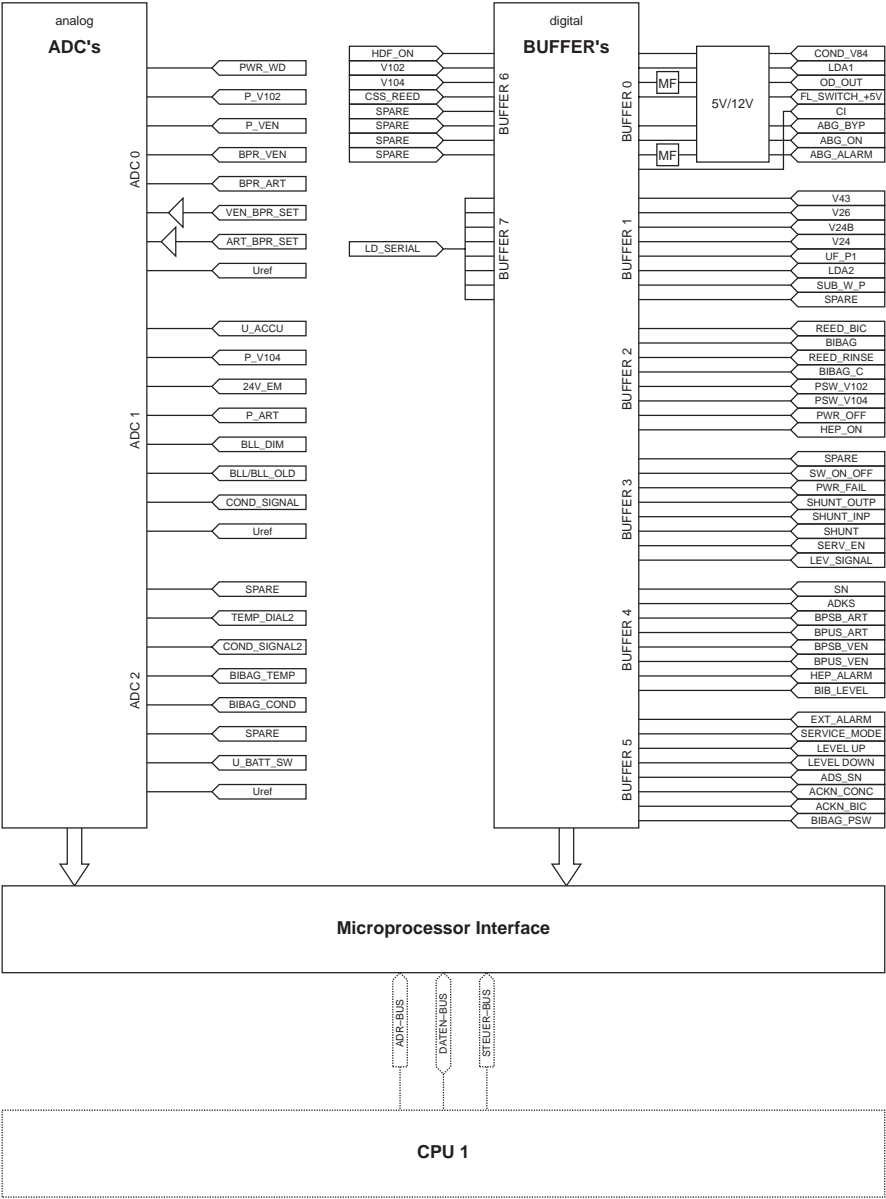 analog
ADC's
ADC 0
PWR_WD
P_V102
P_VEN
BPR_VEN
BPR_ART
VEN_BPR_SET
ART_BPR_SET
Uref
ADC 1
U_ACCU
P_V104
24V_EM
P_ART
BLL_DIM
BLL/BLL_OLD
COND_SIGNAL
Uref
ADC 2
SPARE
TEMP_DIAL2
COND_SIGNAL2
BIBAG_TEMP
BIBAG_COND
SPARE
U_BATT_SW
Uref
digital
BUFFER's
BUFFER 6
HDF_ON
V102
V104
CSS_REED
SPARE
SPARE
SPARE
SPARE
BUFFER 7
LD_SERIAL
BUFFER 0
MF
MF
5V/12V
COND_V84
LDA1
OD_OUT
FL_SWITCH_+5V
CI
ABG_BYP
ABG_ON
ABG_ALARM
BUFFER 1
V43
V26
V24B
V24
UF_P1
LDA2
SUB_W_P
SPARE
BUFFER 2
REED_BIC
BIBAG
REED_RINSE
BIBAG_C
PSW_V102
PSW_V104
PWR_OFF
HEP_ON
BUFFER 3
SPARE
SW_ON_OFF
PWR_FAIL
SHUNT_OUTP
SHUNT_INP
SHUNT
SERV_EN
LEV_SIGNAL
BUFFER 4
SN
ADKS
BPSB_ART
BPUS_ART
BPSB_VEN
BPUS_VEN
HEP_ALARM
BIB_LEVEL
BUFFER 5
EXT_ALARM
SERVICE_MODE
LEVEL UP
LEVEL DOWN
ADS_SN
ACKN_CONC
ACKN_BIC
BIBAG_PSW
Microprocessor Interface
ADR–BUS
DATEN–BUS
STEUER–BUS
CPU 1